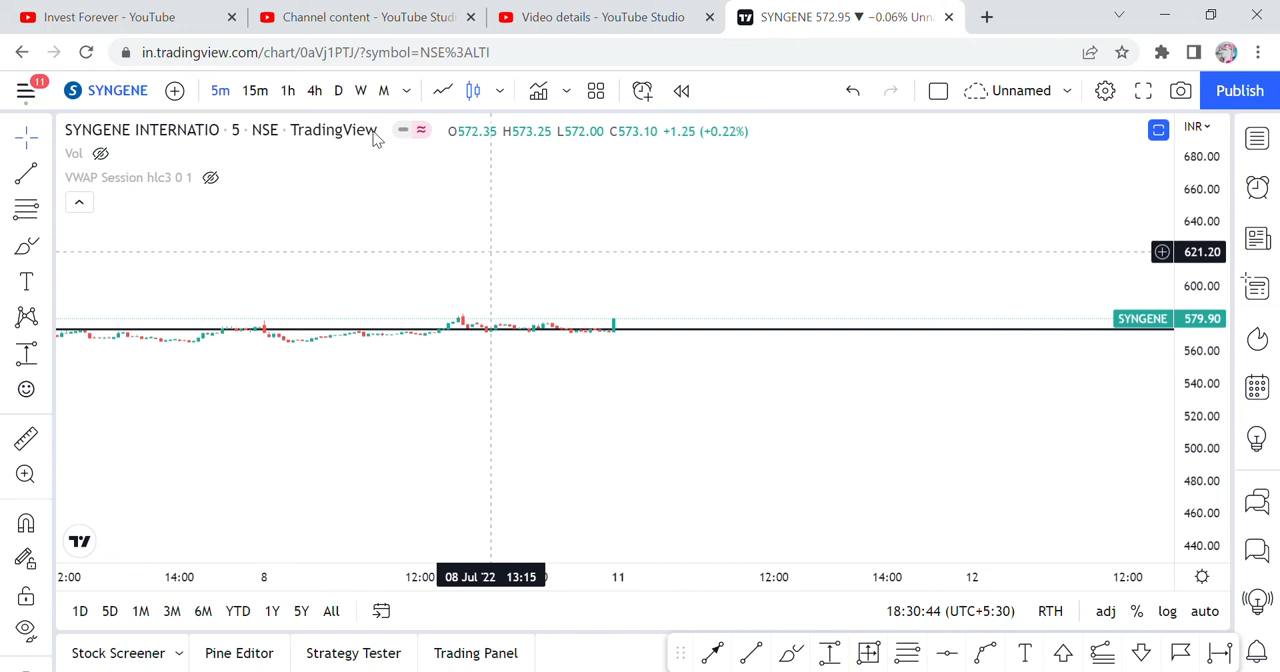 Invest Forever - YouTube
Channel content - YouTube Studi
Video details - YouTube Studio
SYNGENE 572.95 ▼ −0.06% Unna
in.tradingview.com/chart/0aVj1PTJ/?symbol=NSE%3ALTI
11
SYNGENE
5m 15m 1h 4h D W M
Unnamed
Publish
SYNGENE INTERNATIO · 5 · NSE · TradingView
O572.35 H573.25 L572.00 C573.10 +1.25 (+0.22%)
INR
Vol
VWAP Session hlc3 0 1
680.00
660.00
640.00
621.20
600.00
SYNGENE 579.90
560.00
540.00
520.00
500.00
480.00
460.00
440.00
2:00 14:00 8 12:00 08 Jul '22 13:15 11 12:00 14:00 12 12:00
1D 5D 1M 3M 6M YTD 1Y 5Y All
18:30:44 (UTC+5:30) RTH adj % log auto
Stock Screener Pine Editor Strategy Tester Trading Panel